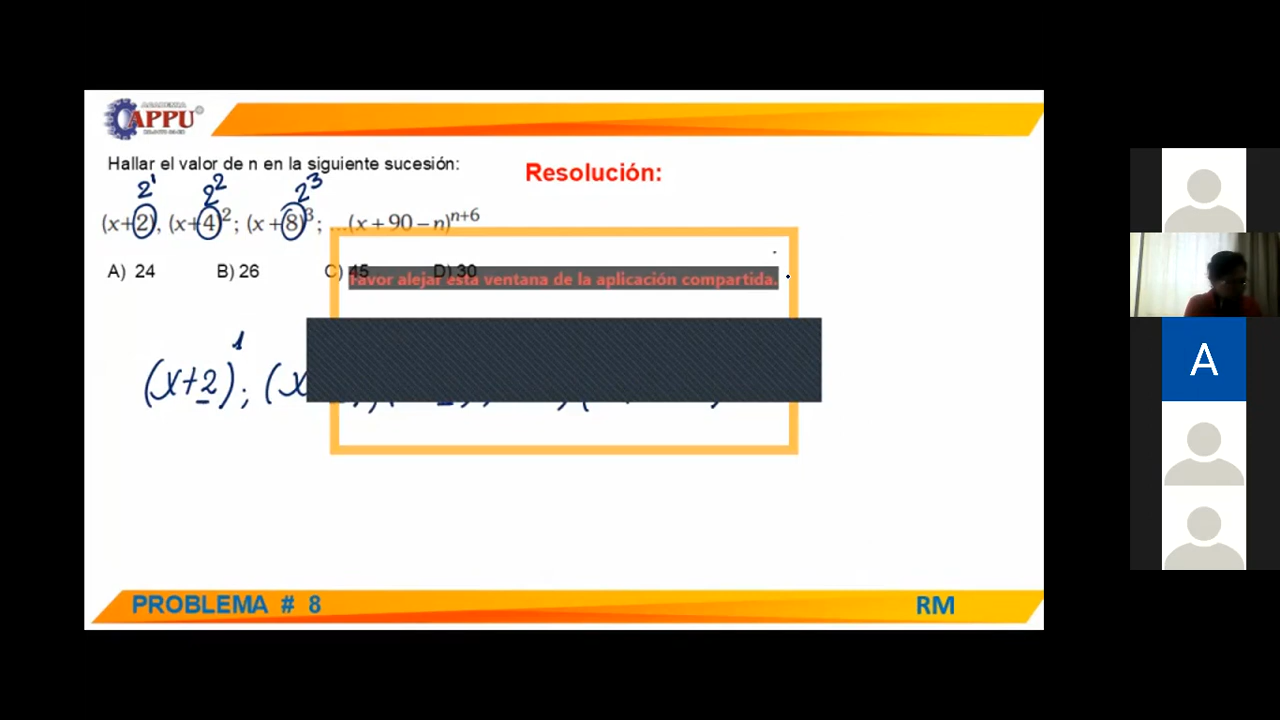 ACADEMIA
APPU
Hallar el valor de n en la siguiente sucesión:
Resolución:
2¹ 2² 2³
(x+2), (x+4)²; (x+8)³; ...(x+90−n)ⁿ⁺⁶
A) 24 B) 26 C) 45 D) 30
Favor alejar esta ventana de la aplicación compartida.
(x+2)¹; (x
A
PROBLEMA # 8
RM